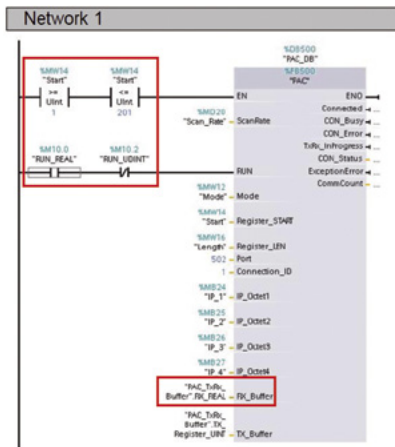 Network 1
%DB500
"PAC_DB"
%FB500
"PAC"
%MW14
"Start"
>=
UInt
1
%MW14
"Start"
<=
UInt
201
EN
ENO
Connected
%MD20
"Scan_Rate"
ScanRate
CON_Busy
CON_Error
TxRx_InProgress
CON_Status
ExceptionError
CommCount
%M10.0
"RUN_REAL"
%M10.2
"RUN_UDINT"
RUN
%MW12
"Mode"
Mode
%MW14
"Start"
Register_START
%MW16
"Length"
Register_LEN
502
Port
1
Connection_ID
%MB24
"IP_1"
IP_Octet1
%MB25
"IP_2"
IP_Octet2
%MB26
"IP_3"
IP_Octet3
%MB27
"IP_4"
IP_Octet4
"PAC_TxRx_
Buffer".RX_REAL
RX_Buffer
"PAC_TxRx_
Buffer".TX_
Register_UINT
TX_Buffer